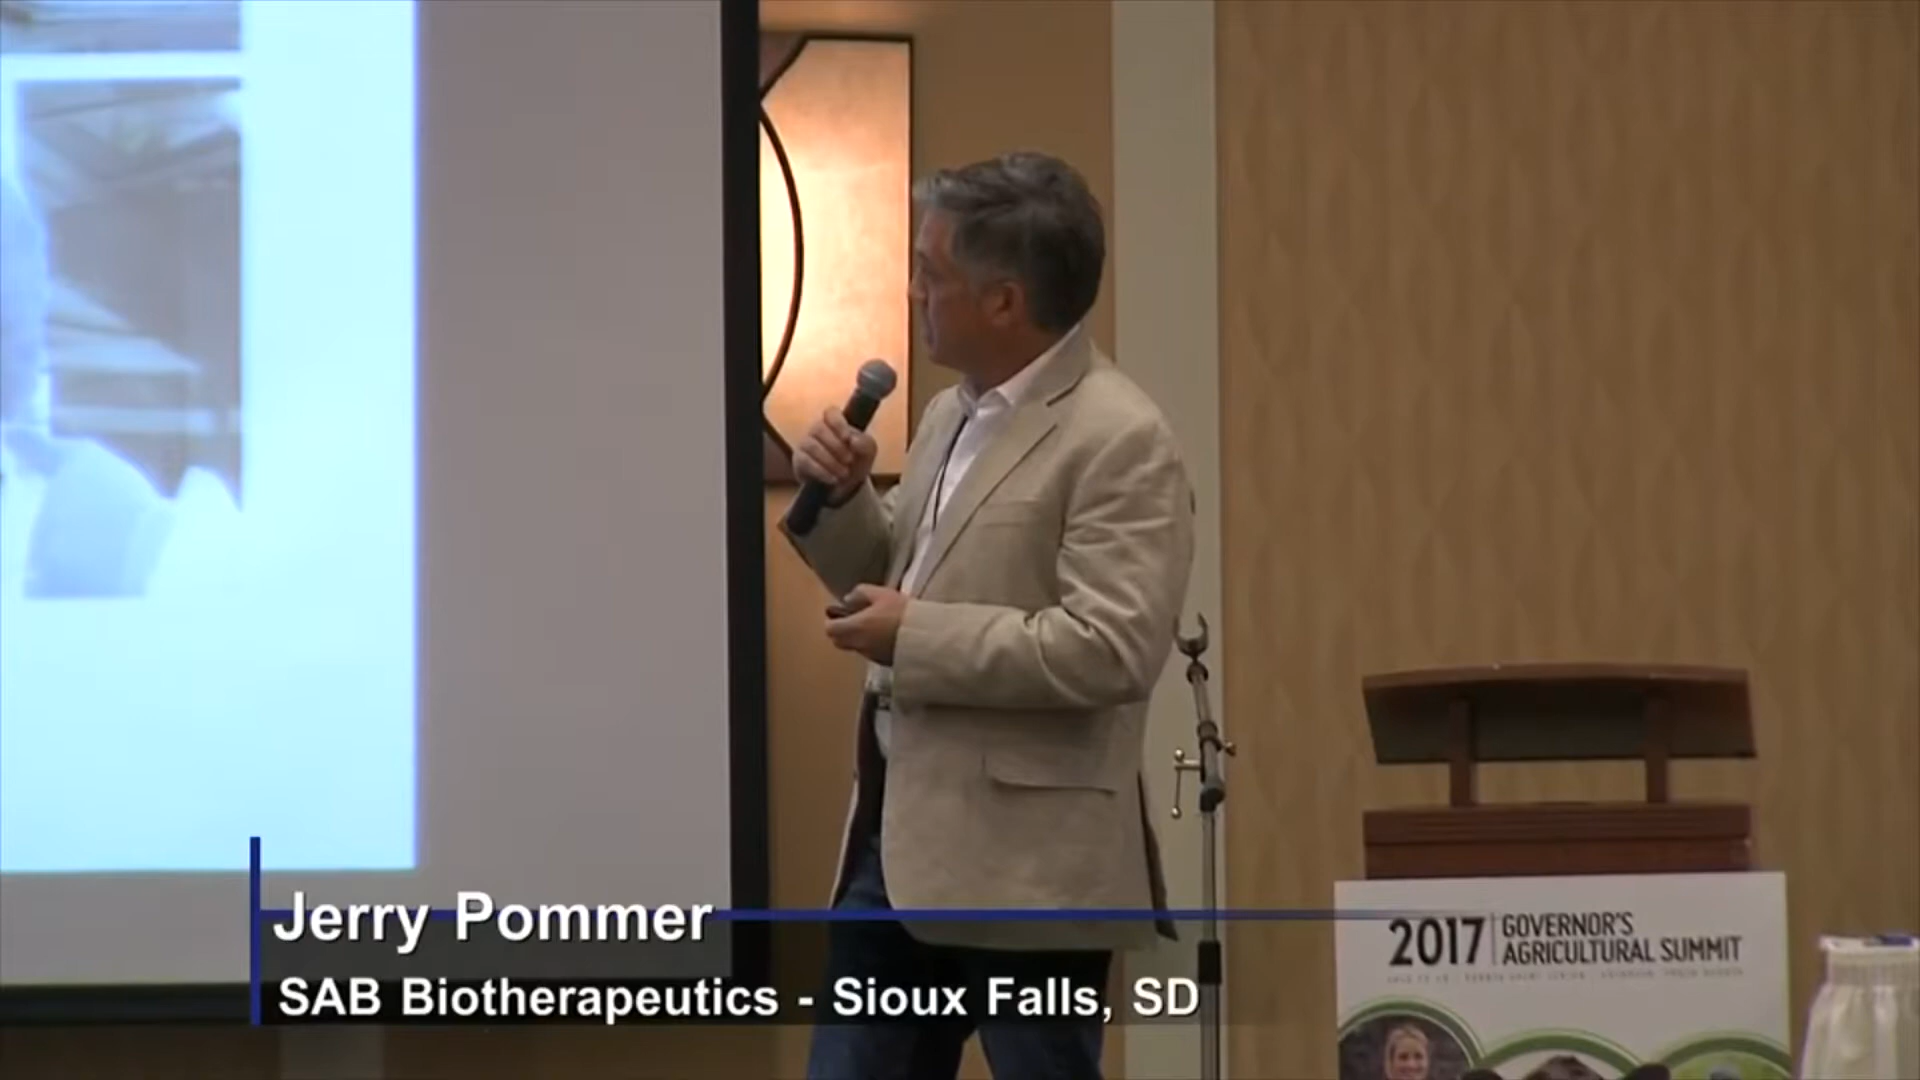 Jerry Pommer
SAB Biotherapeutics - Sioux Falls, SD
2017
GOVERNOR'S
AGRICULTURAL SUMMIT